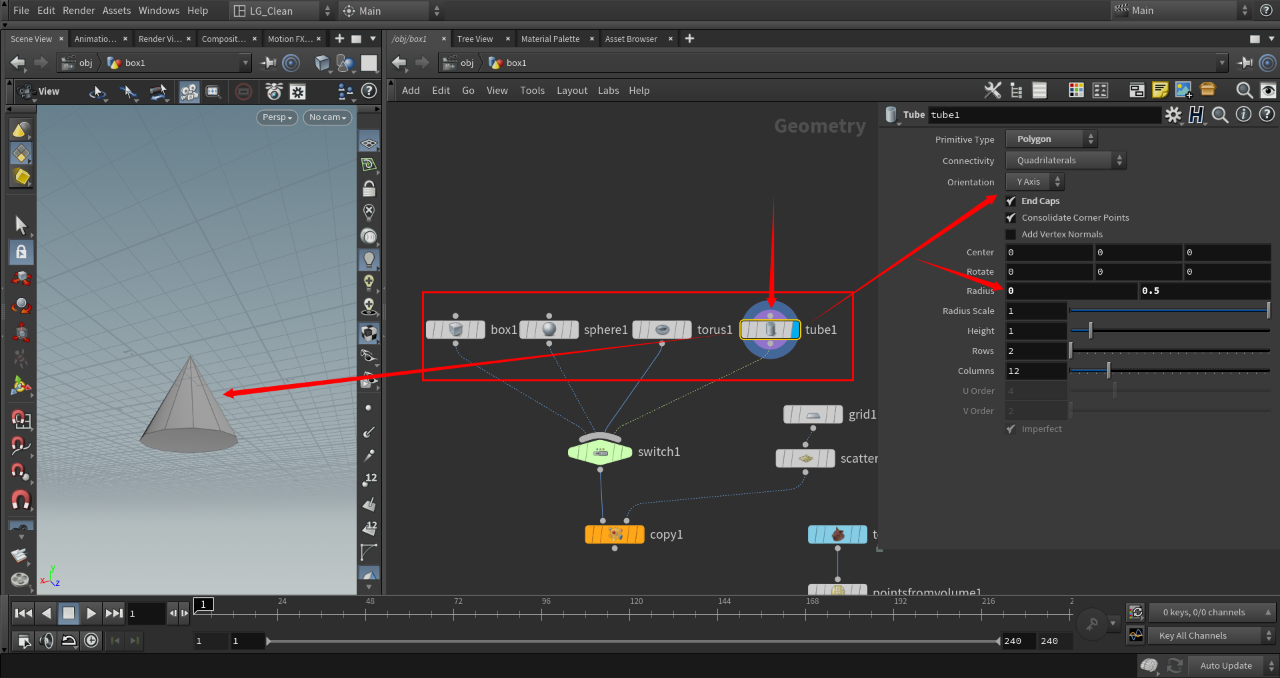 File Edit Render Assets Windows Help LG_Clean Main Main
Scene View Animatio... Render Vi... Composit... Motion FX...
/obj/box1 Tree View Material Palette Asset Browser
obj box1
obj box1
View
Add Edit Go View Tools Layout Labs Help
Persp No cam
Geometry
Tube tube1
Primitive Type Polygon
Connectivity Quadrilaterals
Orientation Y Axis
End Caps
Consolidate Corner Points
Add Vertex Normals
Center 0 0 0
Rotate 0 0 0
Radius 0 0.5
Radius Scale 1
Height 1
Rows 2
Columns 12
U Order 4
V Order 2
Imperfect
box1 sphere1 torus1 tube1
grid1
switch1
scatter
copy1
t
pointsfromvolume1
12
12
y
x z
1
1 24 48 72 96 120 144 168 192 216 2
0 keys, 0/0 channels
1 1 240 240
Key All Channels
Auto Update